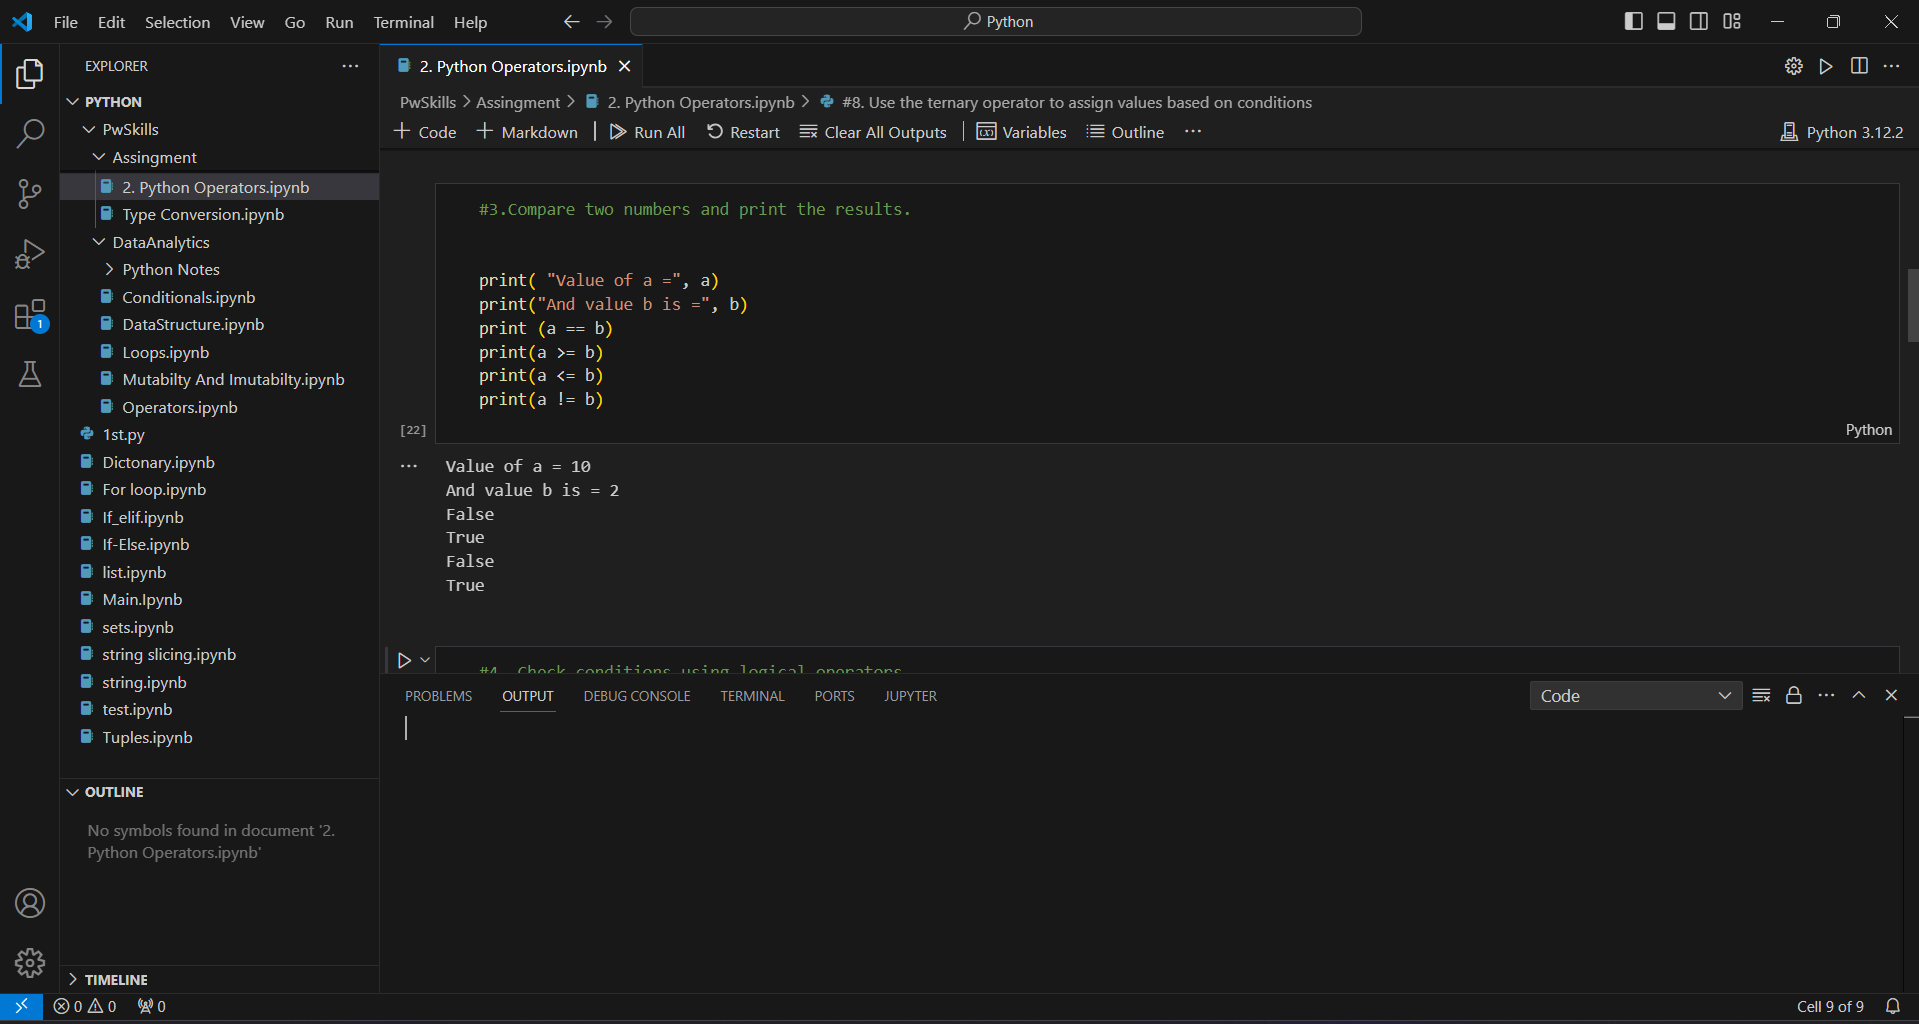 File Edit Selection View Go Run Terminal Help Python
EXPLORER
PYTHON
PwSkills
Assingment
2. Python Operators.ipynb
Type Conversion.ipynb
DataAnalytics
Python Notes
Conditionals.ipynb
DataStructure.ipynb
Loops.ipynb
Mutabilty And Imutabilty.ipynb
Operators.ipynb
1st.py
Dictonary.ipynb
For loop.ipynb
If_elif.ipynb
If-Else.ipynb
list.ipynb
Main.Ipynb
sets.ipynb
string slicing.ipynb
string.ipynb
test.ipynb
Tuples.ipynb
OUTLINE
No symbols found in document '2.
Python Operators.ipynb'
TIMELINE
1
2. Python Operators.ipynb
PwSkills > Assingment > 2. Python Operators.ipynb > #8. Use the ternary operator to assign values based on conditions
+ Code + Markdown | Run All Restart Clear All Outputs | Variables Outline ... Python 3.12.2
#3.Compare two numbers and print the results.
print( "Value of a =", a)
print("And value b is =", b)
print (a == b)
print(a >= b)
print(a <= b)
print(a != b)
[22] Python
Value of a = 10
And value b is = 2
False
True
False
True
#4. Check conditions using logical operators
PROBLEMS OUTPUT DEBUG CONSOLE TERMINAL PORTS JUPYTER Code
0 0 0 Cell 9 of 9